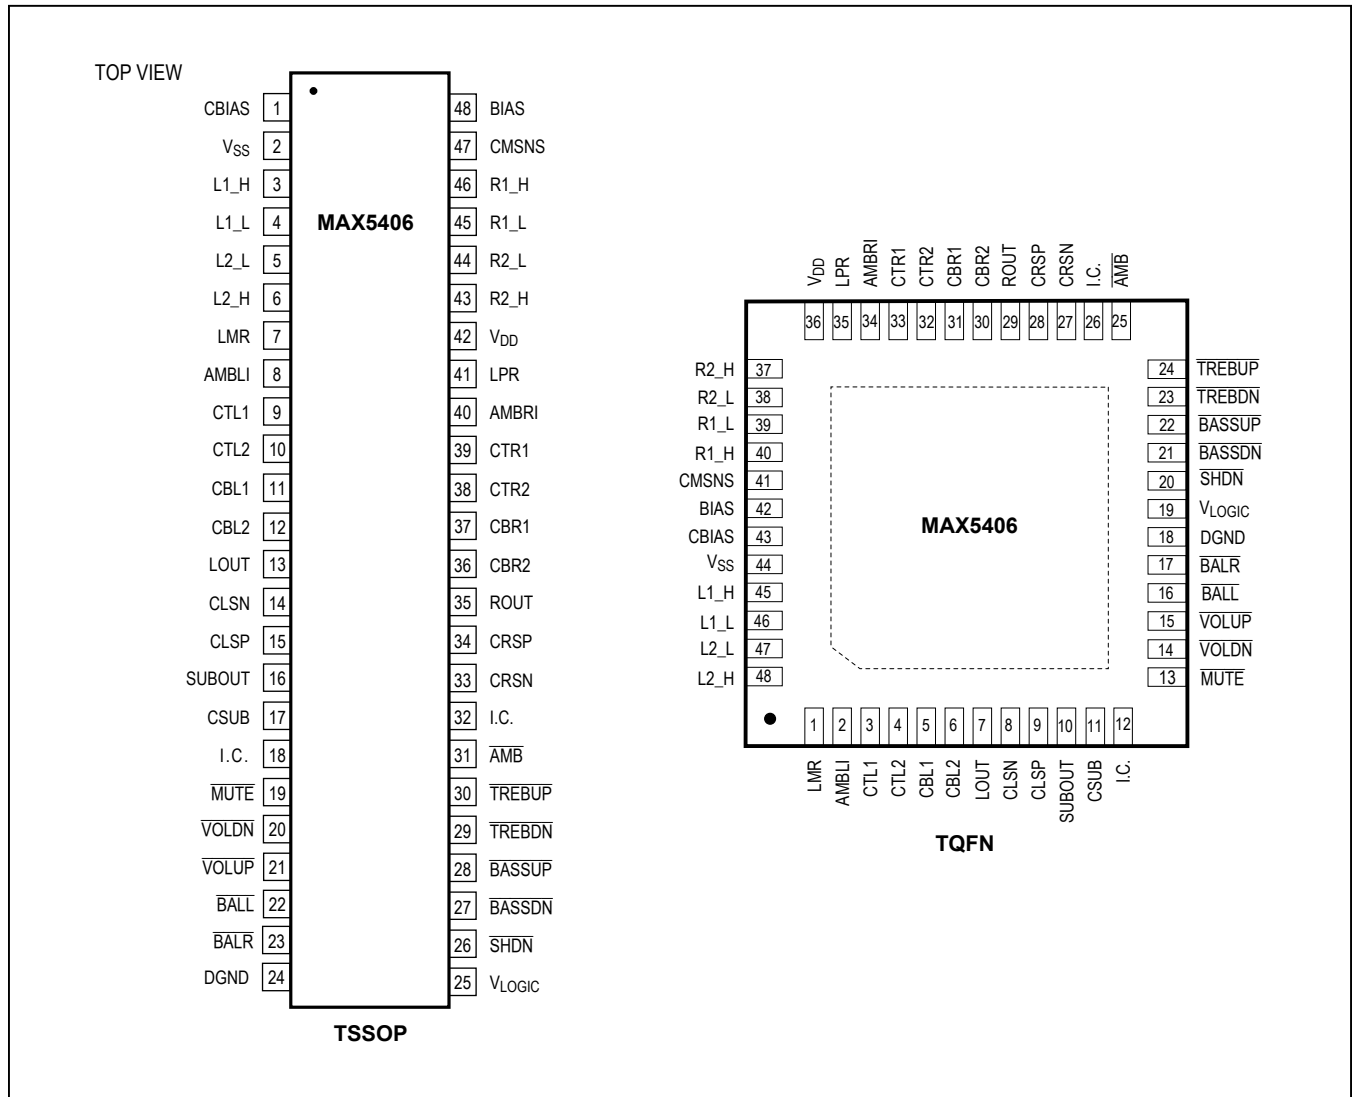 TOP VIEW
CBIAS 1 48 BIAS
VSS 2 47 CMSNS
L1_H 3 46 R1_H
L1_L 4 MAX5406 45 R1_L
L2_L 5 44 R2_L
L2_H 6 43 R2_H
LMR 7 42 VDD
AMBLI 8 41 LPR
CTL1 9 40 AMBRI
CTL2 10 39 CTR1
CBL1 11 38 CTR2
CBL2 12 37 CBR1
LOUT 13 36 CBR2
CLSN 14 35 ROUT
CLSP 15 34 CRSP
SUBOUT 16 33 CRSN
CSUB 17 32 I.C.
I.C. 18 31 AMB
MUTE 19 30 TREBUP
VOLDN 20 29 TREBDN
VOLUP 21 28 BASSUP
BALL 22 27 BASSDN
BALR 23 26 SHDN
DGND 24 25 VLOGIC
TSSOP
VDD LPR AMBRI CTR1 CTR2 CBR1 CBR2 ROUT CRSP CRSN I.C. AMB
36 35 34 33 32 31 30 29 28 27 26 25
R2_H 37 24 TREBUP
R2_L 38 23 TREBDN
R1_L 39 22 BASSUP
R1_H 40 21 BASSDN
CMSNS 41 20 SHDN
BIAS 42 19 VLOGIC
MAX5406
CBIAS 43 18 DGND
VSS 44 17 BALR
L1_H 45 16 BALL
L1_L 46 15 VOLUP
L2_L 47 14 VOLDN
L2_H 48 13 MUTE
1 2 3 4 5 6 7 8 9 10 11 12
LMR AMBLI CTL1 CTL2 CBL1 CBL2 LOUT CLSN CLSP SUBOUT CSUB I.C.
TQFN